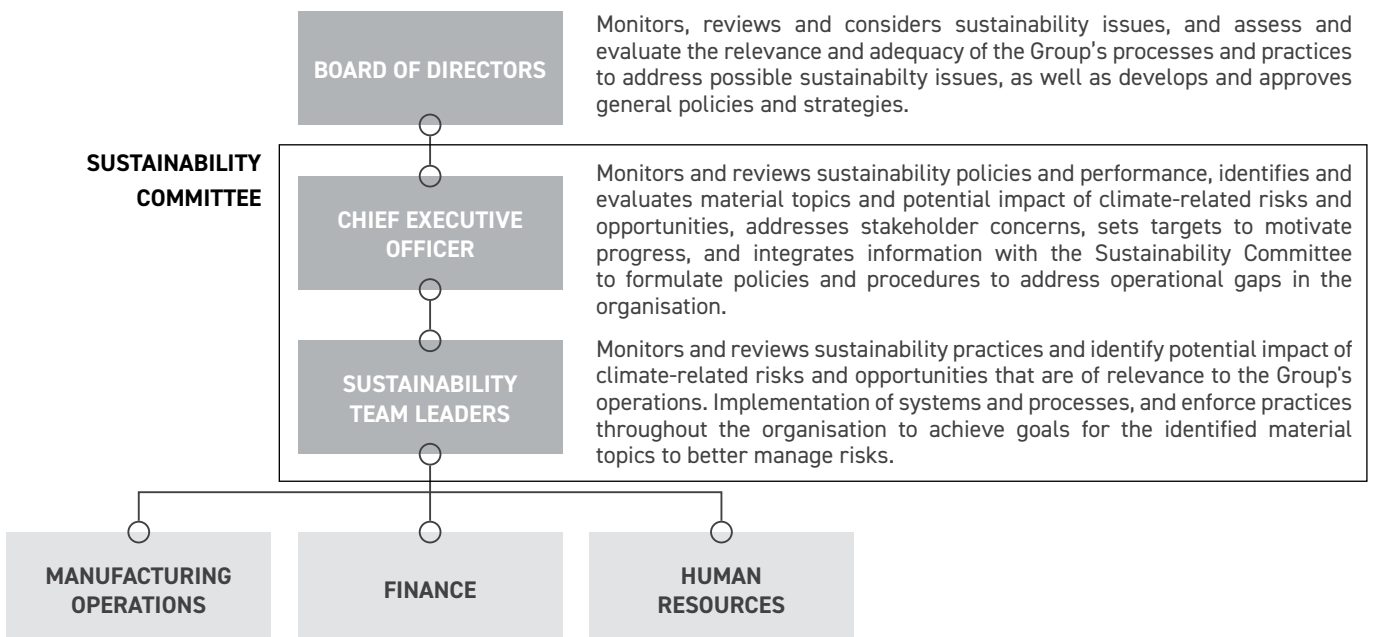 BOARD OF DIRECTORS
Monitors, reviews and considers sustainability issues, and assess and
evaluate the relevance and adequacy of the Group's processes and practices
to address possible sustainabilty issues, as well as develops and approves
general policies and strategies.
SUSTAINABILITY
COMMITTEE
CHIEF EXECUTIVE
OFFICER
Monitors and reviews sustainability policies and performance, identifies and
evaluates material topics and potential impact of climate-related risks and
opportunities, addresses stakeholder concerns, sets targets to motivate
progress, and integrates information with the Sustainability Committee
to formulate policies and procedures to address operational gaps in the
organisation.
SUSTAINABILITY
TEAM LEADERS
Monitors and reviews sustainability practices and identify potential impact of
climate-related risks and opportunities that are of relevance to the Group's
operations. Implementation of systems and processes, and enforce practices
throughout the organisation to achieve goals for the identified material
topics to better manage risks.
MANUFACTURING
OPERATIONS
FINANCE
HUMAN
RESOURCES